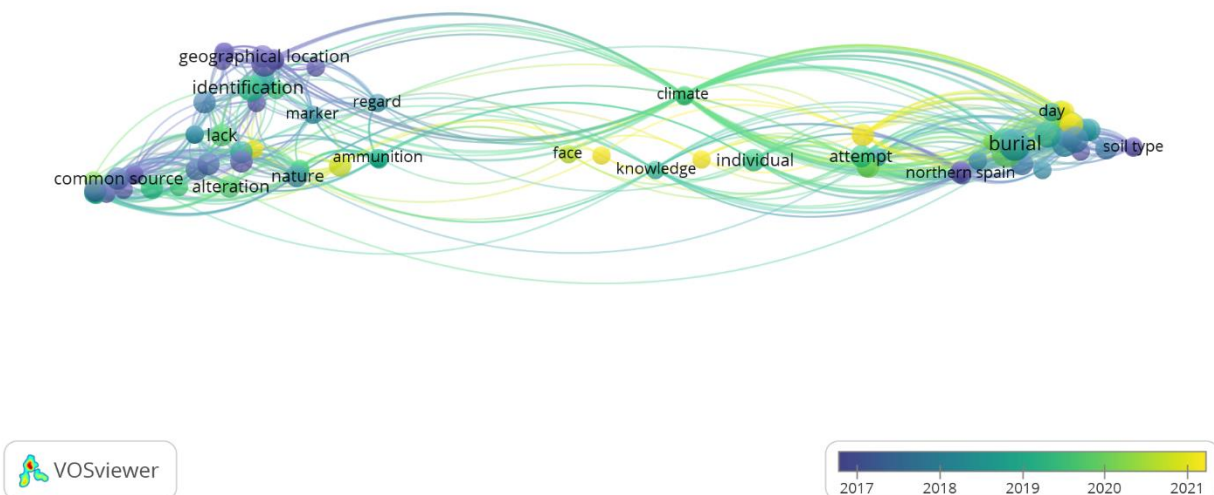 geographical location
identification
climate
regard
marker
day
lack
burial
soil type
face
ammunition
individual
attempt
knowledge
northern spain
common source
nature
alteration
VOSviewer
2017
2018
2019
2020
2021